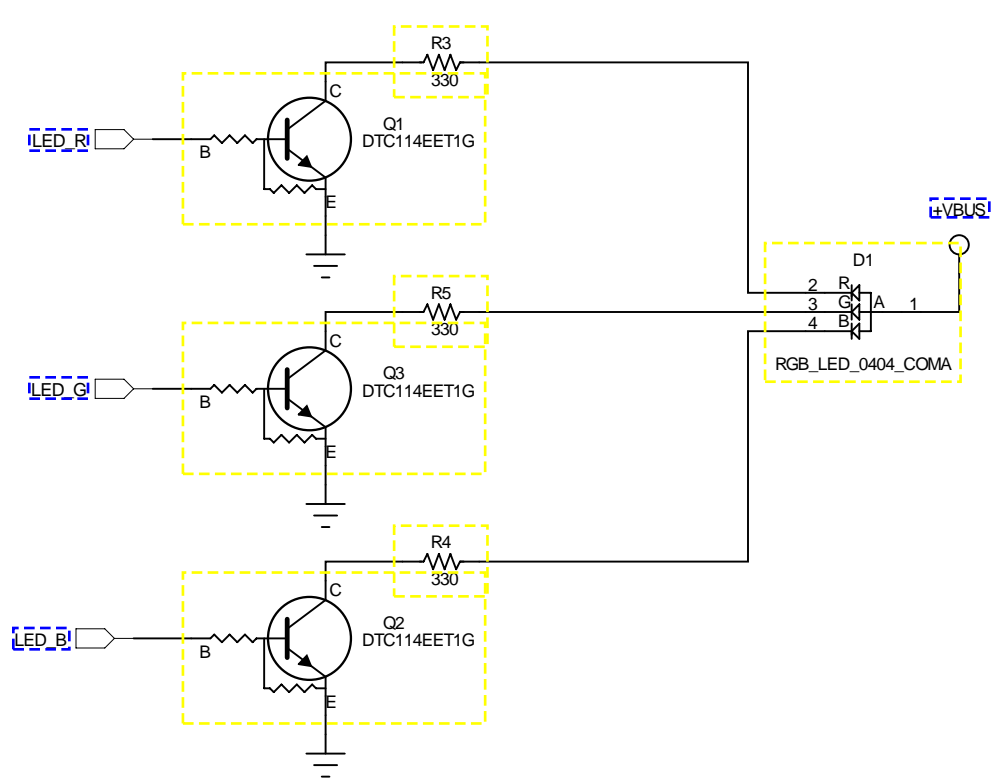 R3
330
C
Q1
DTC114EET1G
LED_R
B
E
+VBUS
D1
R5
330
2
R
3
G
A
1
4
B
C
Q3
DTC114EET1G
RGB_LED_0404_COMA
LED_G
B
E
R4
330
C
Q2
DTC114EET1G
LED_B
B
E